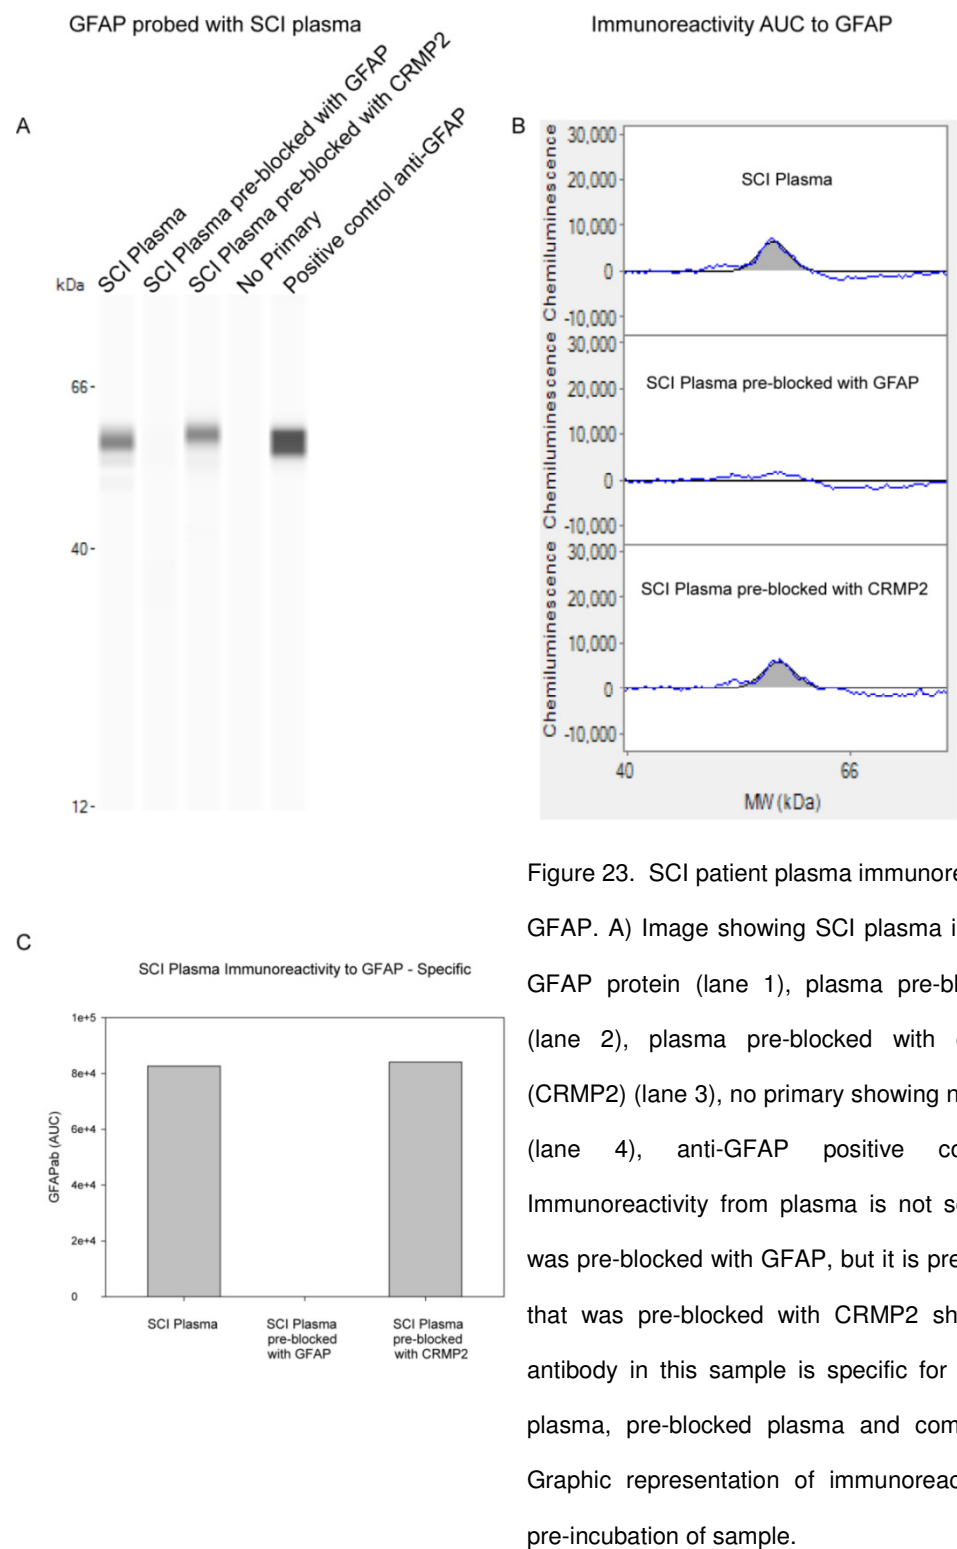 GFAP probed with SCI plasma
Immunoreactivity AUC to GFAP
A
kDa
SCI Plasma
SCI Plasma pre-blocked with GFAP
SCI Plasma pre-blocked with CRMP2
No Primary
Positive control anti-GFAP
66-
40-
12-
B
Chemiluminescence
30,000
20,000
10,000
0
-10,000
SCI Plasma
Chemiluminescence
30,000
20,000
10,000
0
-10,000
SCI Plasma pre-blocked with GFAP
Chemiluminescence
30,000
20,000
10,000
0
-10,000
SCI Plasma pre-blocked with CRMP2
40
66
MW (kDa)
C
SCI Plasma Immunoreactivity to GFAP - Specific
GFAPab (AUC)
1e+5
8e+4
6e+4
4e+4
2e+4
0
SCI Plasma
SCI Plasma
pre-blocked
with GFAP
SCI Plasma
pre-blocked
with CRMP2
Figure 23. SCI patient plasma immunore
GFAP. A) Image showing SCI plasma i
GFAP protein (lane 1), plasma pre-bl
(lane 2), plasma pre-blocked with
(CRMP2) (lane 3), no primary showing n
(lane 4), anti-GFAP positive co
Immunoreactivity from plasma is not s
was pre-blocked with GFAP, but it is pre
that was pre-blocked with CRMP2 sh
antibody in this sample is specific for
plasma, pre-blocked plasma and com
Graphic representation of immunoreac
pre-incubation of sample.